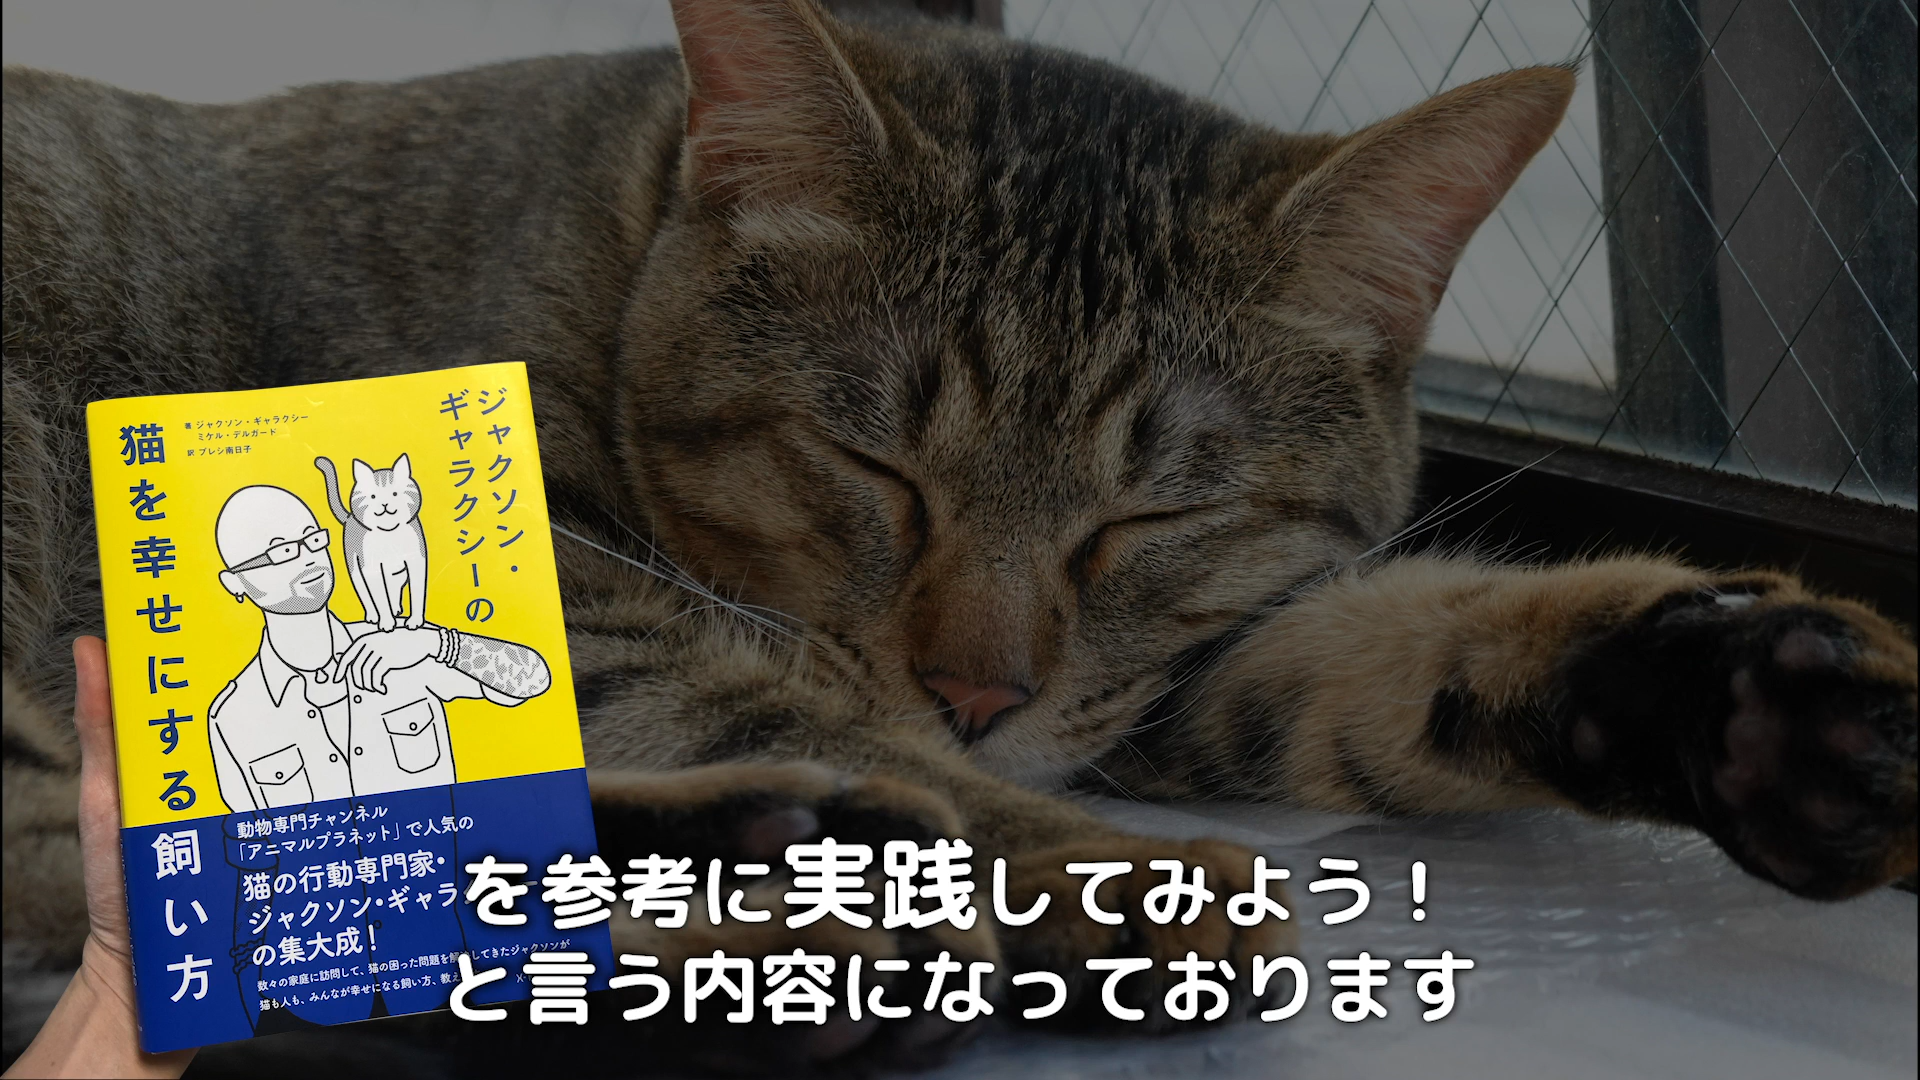 ジャクソン・
ギャラクシーの
猫を幸せにする飼い方
著 ジャクソン・ギャラクシー
ミケル・デルガード
訳 プレシ南日子
動物専門チャンネル
「アニマルプラネット」で人気の
猫の行動専門家・
ジャクソン・ギャラ
の集大成！
数々の家庭に訪問して、猫の困った問題を解してきたジャクソンが
猫も人も、みんなが幸せになる飼い方、教え
を参考に実践してみよう！
と言う内容になっております